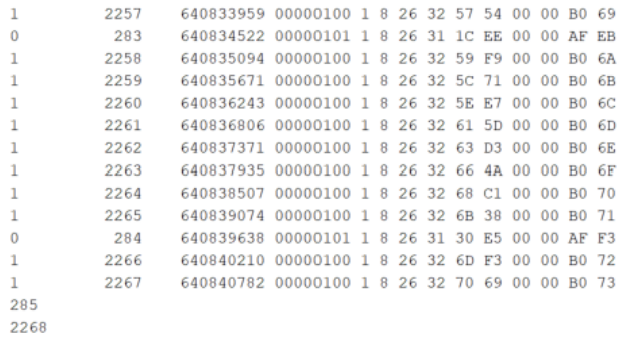 1 2257 640833959 00000100 1 8 26 32 57 54 00 00 B0 69
0 283 640834522 00000101 1 8 26 31 1C EE 00 00 AF EB
1 2258 640835094 00000100 1 8 26 32 59 F9 00 00 B0 6A
1 2259 640835671 00000100 1 8 26 32 5C 71 00 00 B0 6B
1 2260 640836243 00000100 1 8 26 32 5E E7 00 00 B0 6C
1 2261 640836806 00000100 1 8 26 32 61 5D 00 00 B0 6D
1 2262 640837371 00000100 1 8 26 32 63 D3 00 00 B0 6E
1 2263 640837935 00000100 1 8 26 32 66 4A 00 00 B0 6F
1 2264 640838507 00000100 1 8 26 32 68 C1 00 00 B0 70
1 2265 640839074 00000100 1 8 26 32 6B 38 00 00 B0 71
0 284 640839638 00000101 1 8 26 31 30 E5 00 00 AF F3
1 2266 640840210 00000100 1 8 26 32 6D F3 00 00 B0 72
1 2267 640840782 00000100 1 8 26 32 70 69 00 00 B0 73
285
2268